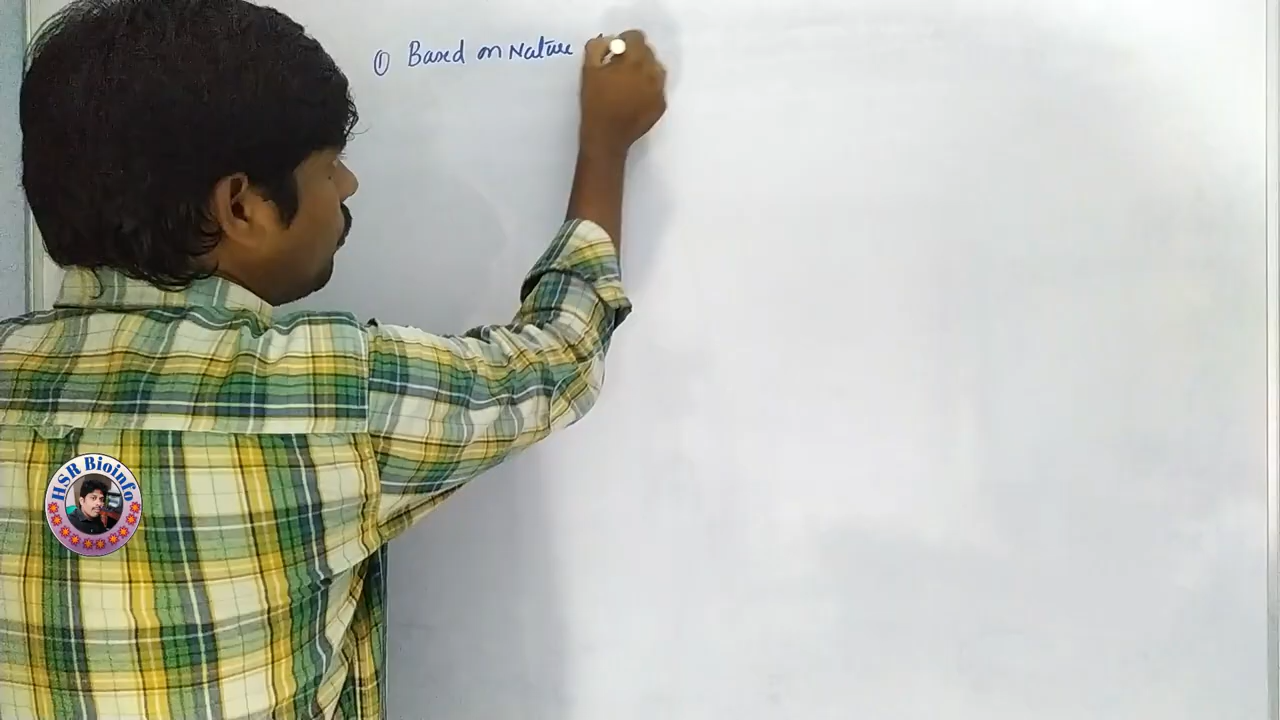 ① Based on Nature
HSR Bioinfo